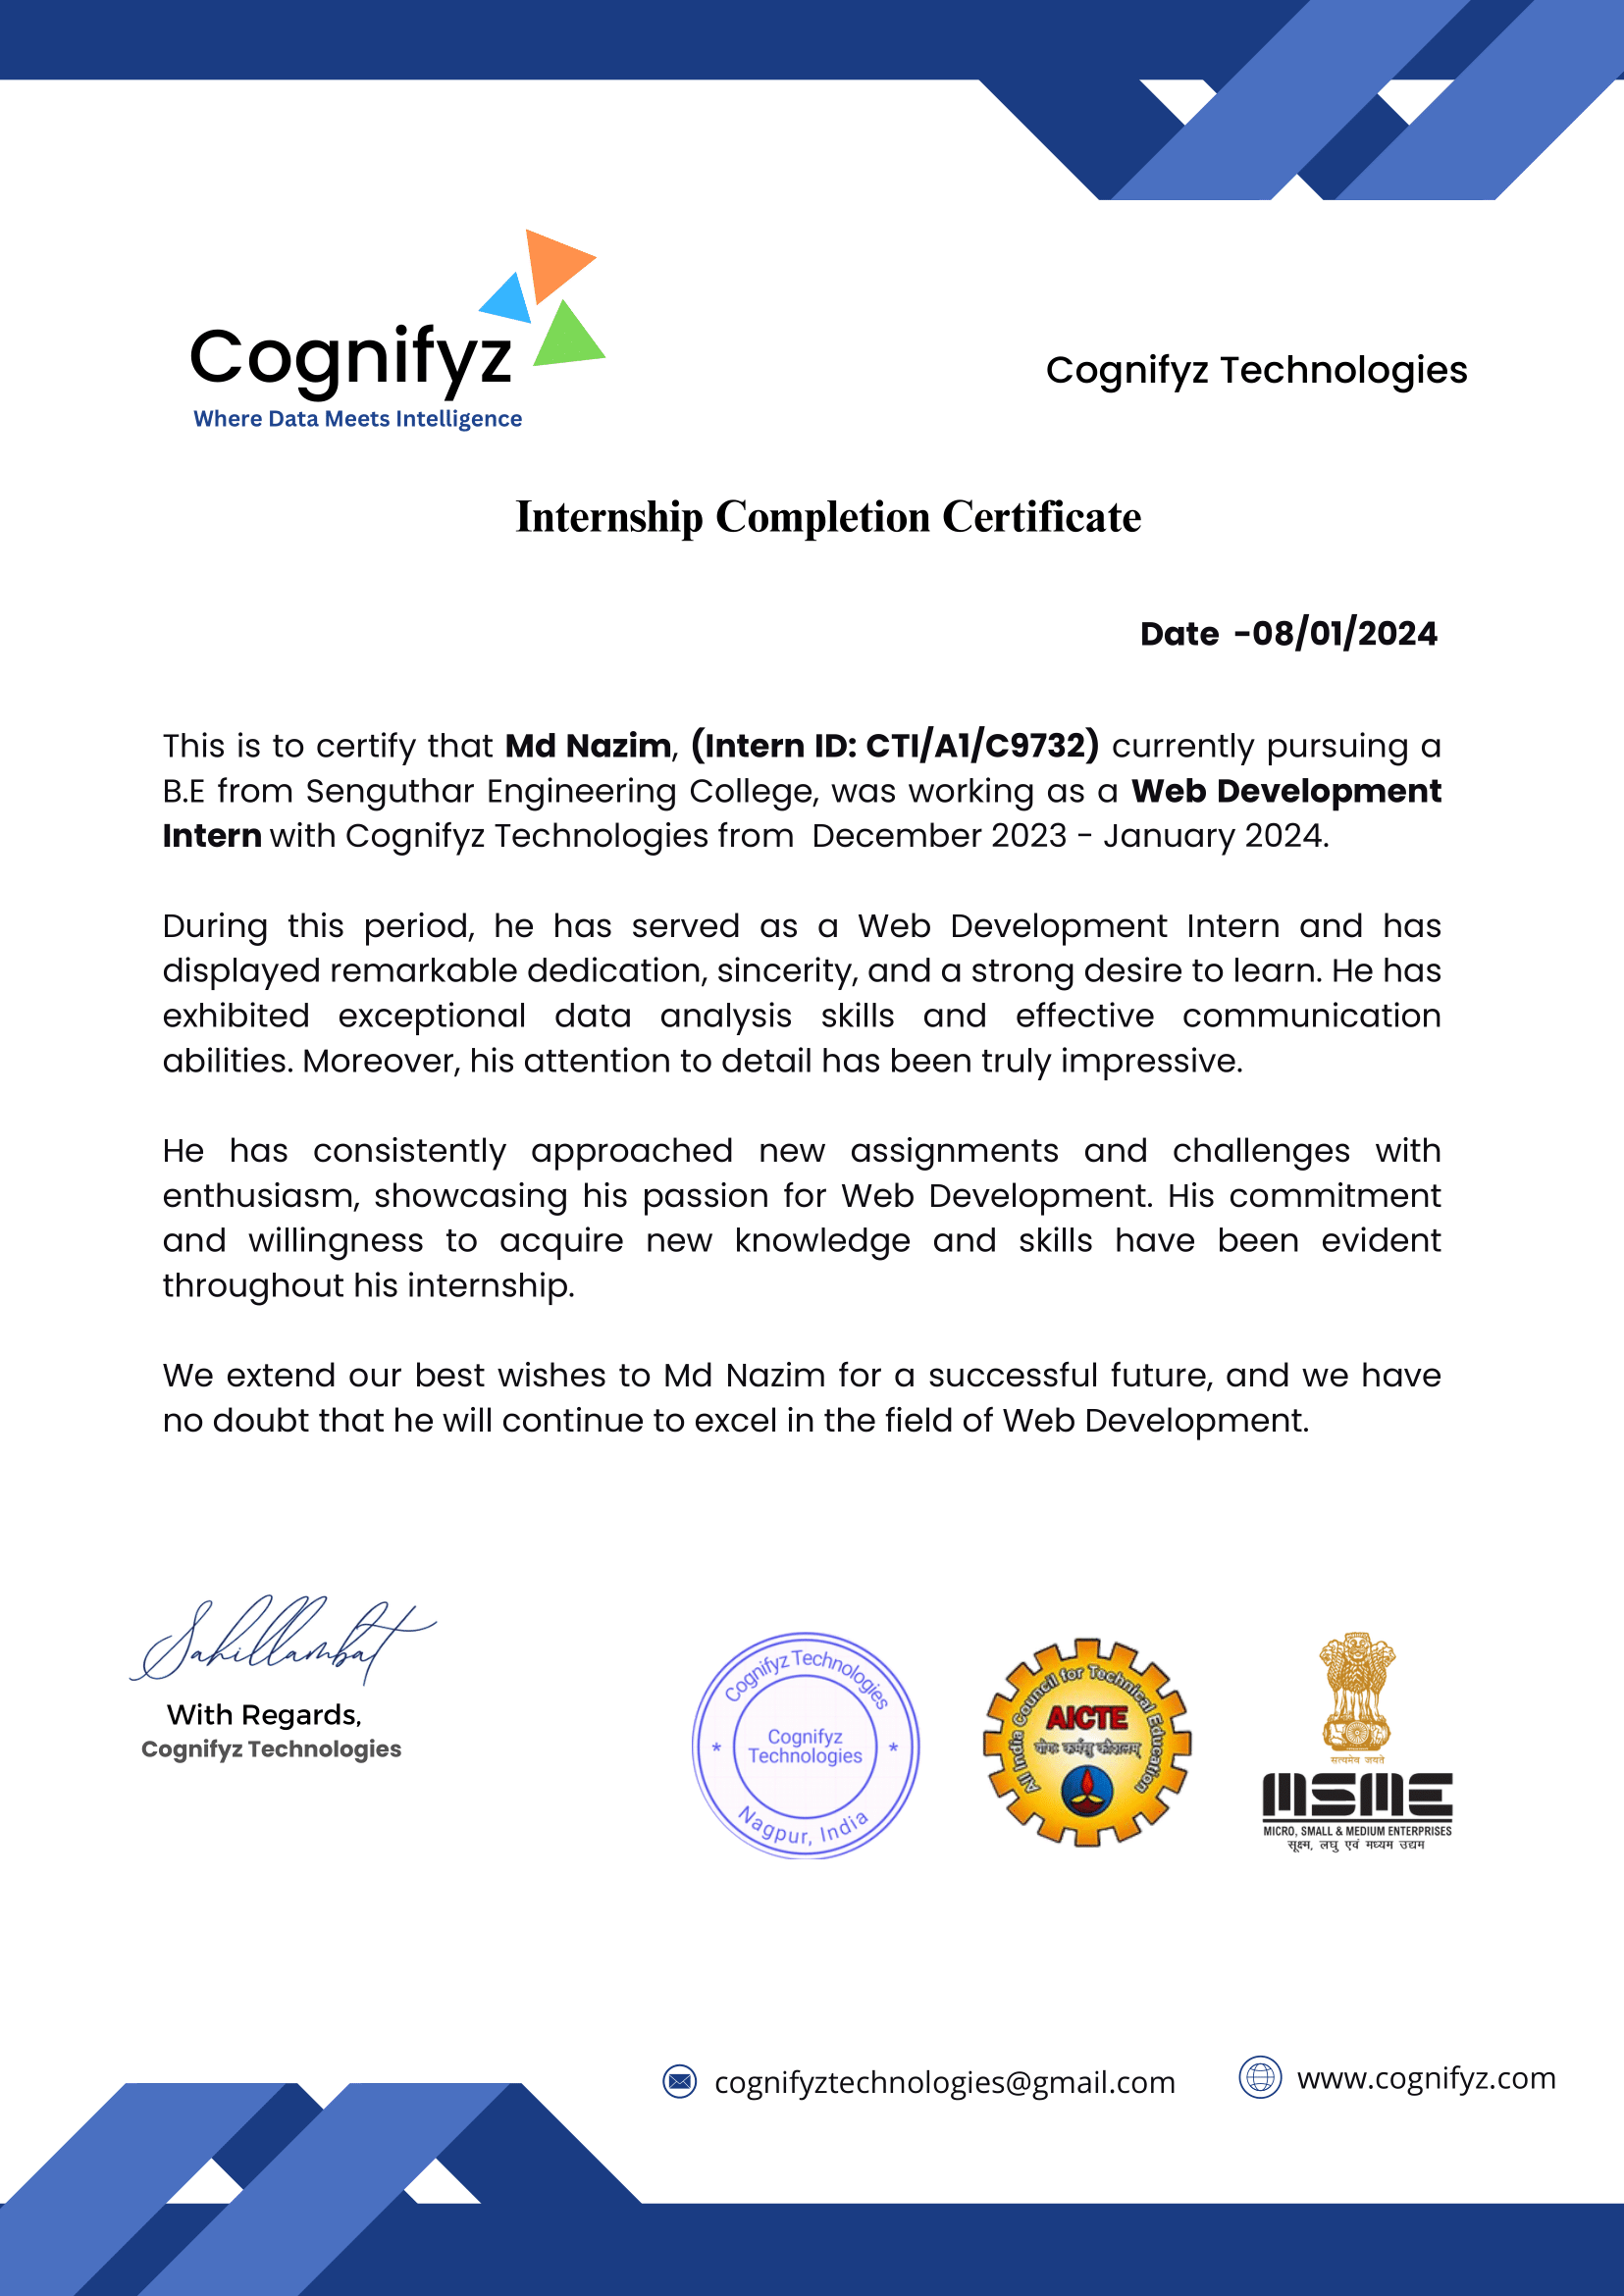 Cognifyz
Where Data Meets Intelligence
Cognifyz Technologies
Internship Completion Certificate
Date -08/01/2024
This is to certify that Md Nazim, (Intern ID: CTI/A1/C9732) currently pursuing a
B.E from Senguthar Engineering College, was working as a Web Development
Intern with Cognifyz Technologies from December 2023 - January 2024.
During this period, he has served as a Web Development Intern and has
displayed remarkable dedication, sincerity, and a strong desire to learn. He has
exhibited exceptional data analysis skills and effective communication
abilities. Moreover, his attention to detail has been truly impressive.
He has consistently approached new assignments and challenges with
enthusiasm, showcasing his passion for Web Development. His commitment
and willingness to acquire new knowledge and skills have been evident
throughout his internship.
We extend our best wishes to Md Nazim for a successful future, and we have
no doubt that he will continue to excel in the field of Web Development.
Sahillambat
With Regards,
Cognifyz Technologies
Cognifyz Technologies
Cognifyz
Technologies
* *
Nagpur, India
All India Council for Technical Education
AICTE
योगः कर्मसु कौशलम्
सत्यमेव जयते
MSME
MICRO, SMALL & MEDIUM ENTERPRISES
सूक्ष्म, लघु एवं मध्यम उद्यम
cognifyztechnologies@gmail.com
www.cognifyz.com